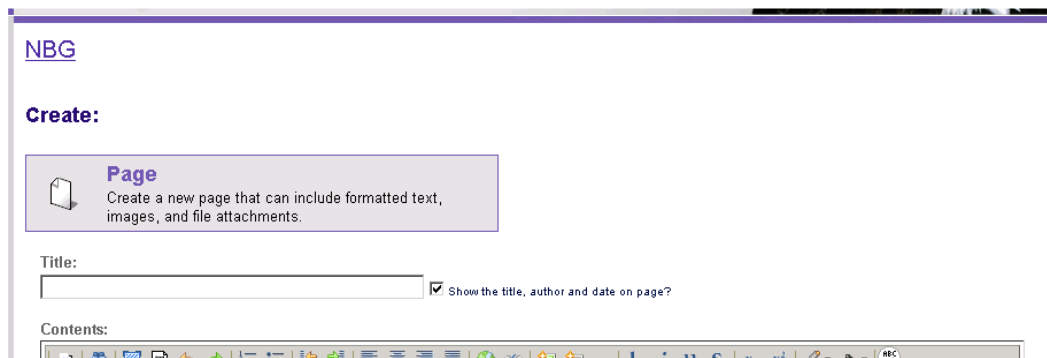 NBG
Create:
Page
Create a new page that can include formatted text,
images, and file attachments.
Title:
Show the title, author and date on page?
Contents:
ABC